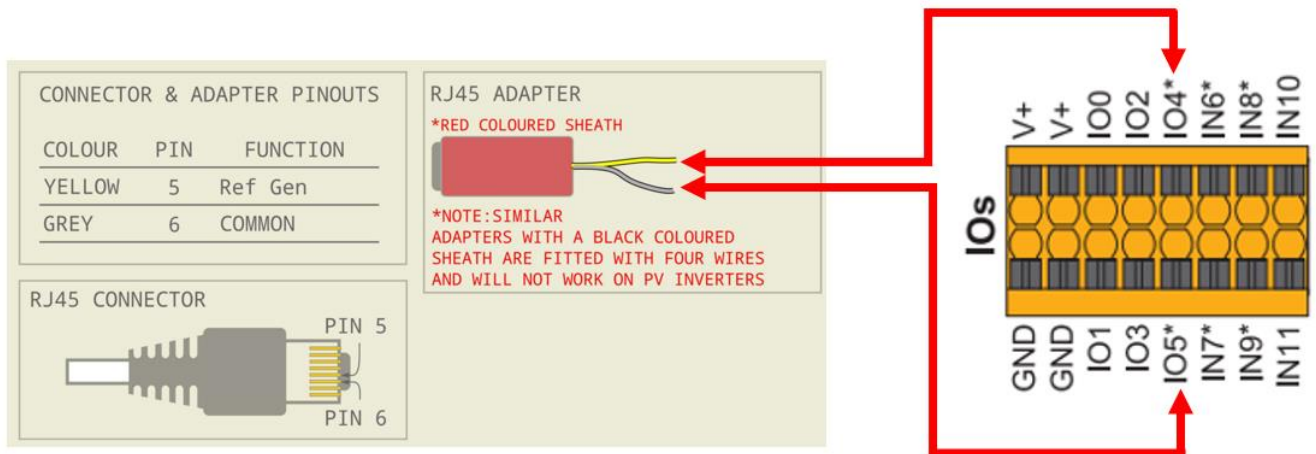 CONNECTOR & ADAPTER PINOUTS
COLOUR PIN FUNCTION
YELLOW 5 Ref Gen
GREY 6 COMMON
RJ45 CONNECTOR
PIN 5
PIN 6
RJ45 ADAPTER
*RED COLOURED SHEATH
*NOTE:SIMILAR
ADAPTERS WITH A BLACK COLOURED
SHEATH ARE FITTED WITH FOUR WIRES
AND WILL NOT WORK ON PV INVERTERS
IOs
V+
V+
IO0
IO2
IO4*
IN6*
IN8*
IN10
GND
GND
IO1
IO3
IO5*
IN7*
IN9*
IN11